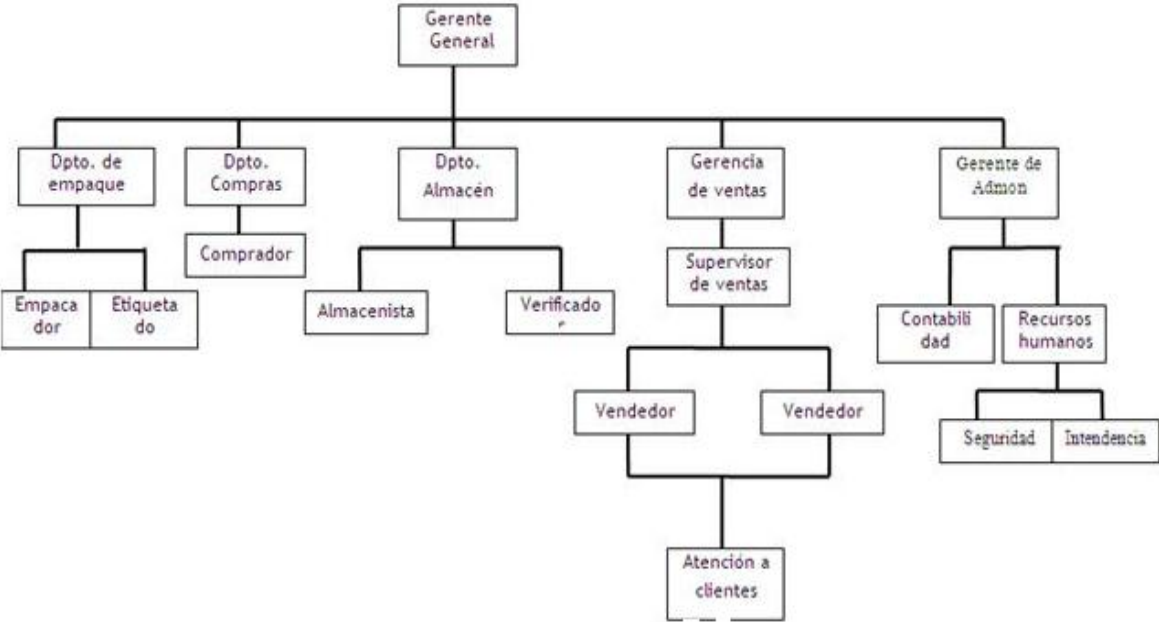 Gerente
General
Dpto. de
empaque
Dpto.
Compras
Dpto.
Almacén
Gerencia
de ventas
Gerente de
Admon
Comprador
Supervisor
de ventas
Empaca
dor
Etiqueta
do
Almacenista
Verificado
r
Contabili
dad
Recursos
humanos
Vendedor
Vendedor
Seguridad
Intendencia
Atención a
clientes